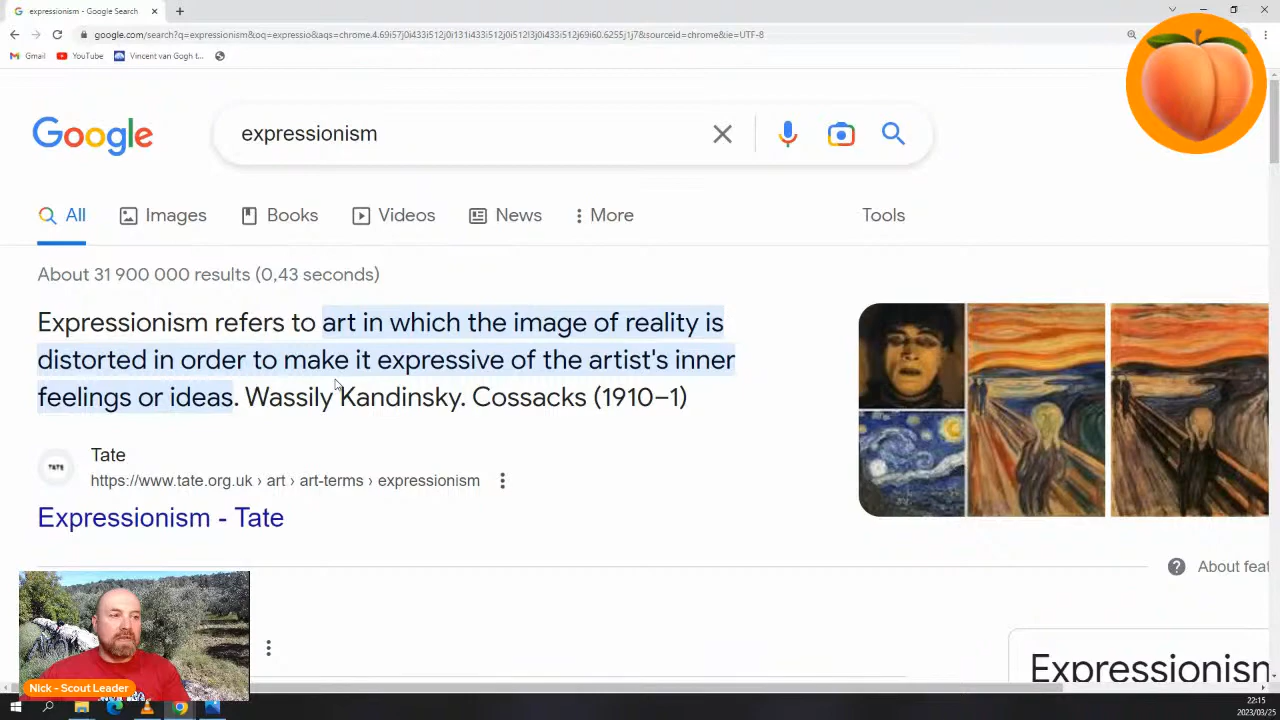 expressionism - Google Search
google.com/search?q=expressionism&oq=expressio&aqs=chrome.4.69i57j0i433i512j0i131i433i512j0i512l3j0i433i512j69i60.6255j1j7&sourceid=chrome&ie=UTF-8
Gmail YouTube Vincent van Gogh t...
Google
expressionism
All Images Books Videos News More Tools
About 31 900 000 results (0,43 seconds)
Expressionism refers to art in which the image of reality is
distorted in order to make it expressive of the artist's inner
feelings or ideas. Wassily Kandinsky. Cossacks (1910–1)
TATE
Tate
https://www.tate.org.uk › art › art-terms › expressionism
Expressionism - Tate
About feat
Expressionism
Nick - Scout Leader
22:15
2023/03/25